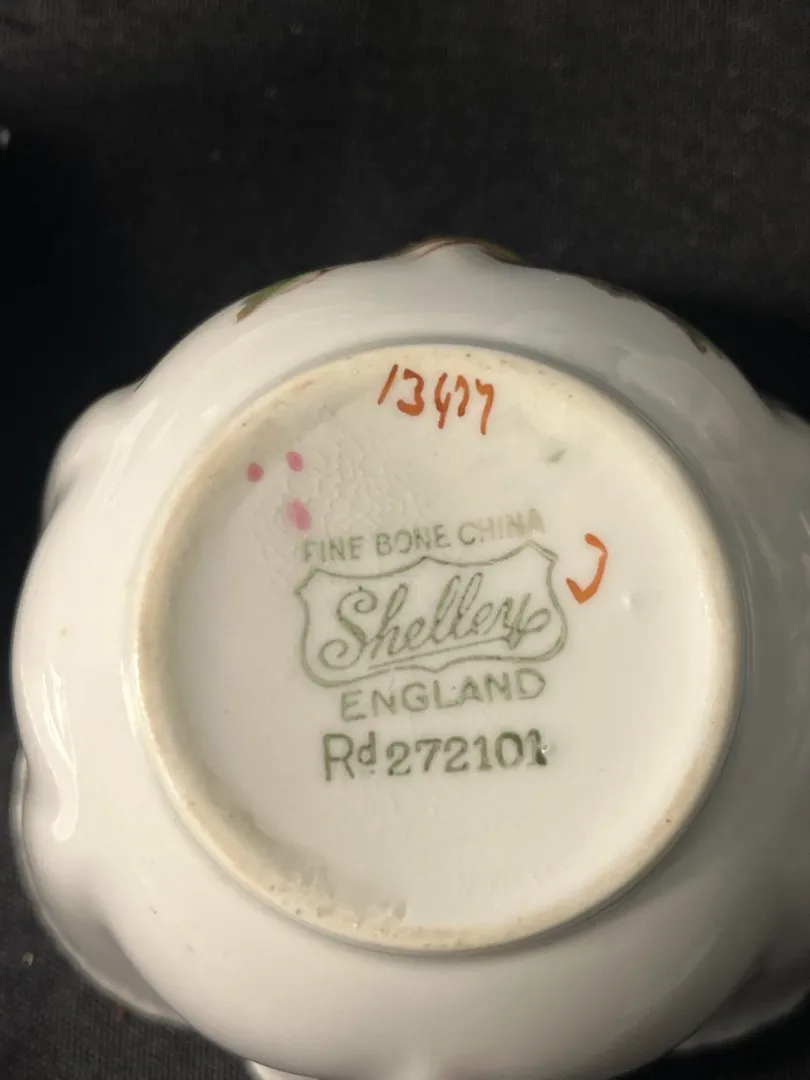 13477
FINE BONE CHINA
Shelley
ENGLAND
Rd 272101